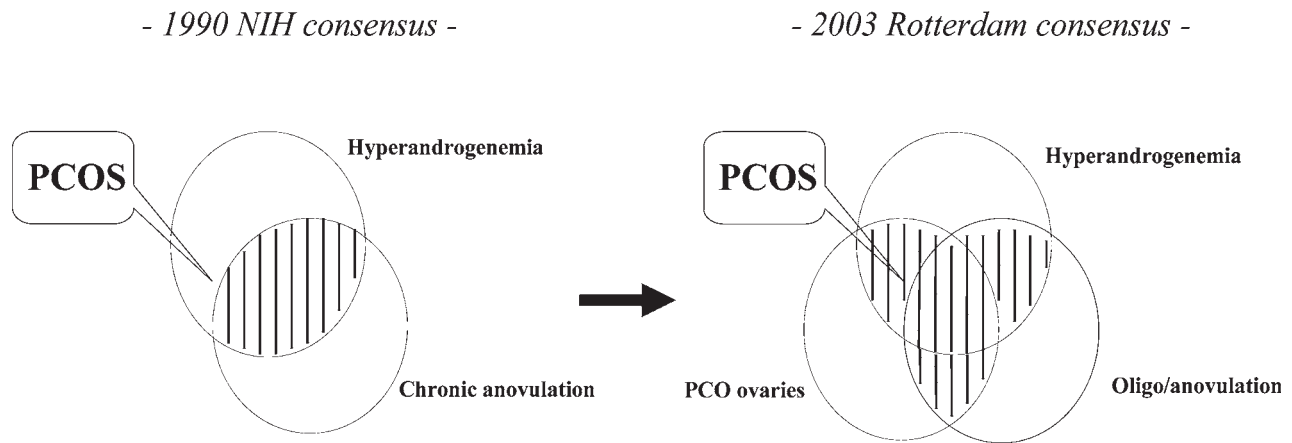 - 1990 NIH consensus -
- 2003 Rotterdam consensus -
PCOS
Hyperandrogenemia
Chronic anovulation
PCOS
Hyperandrogenemia
PCO ovaries
Oligo/anovulation